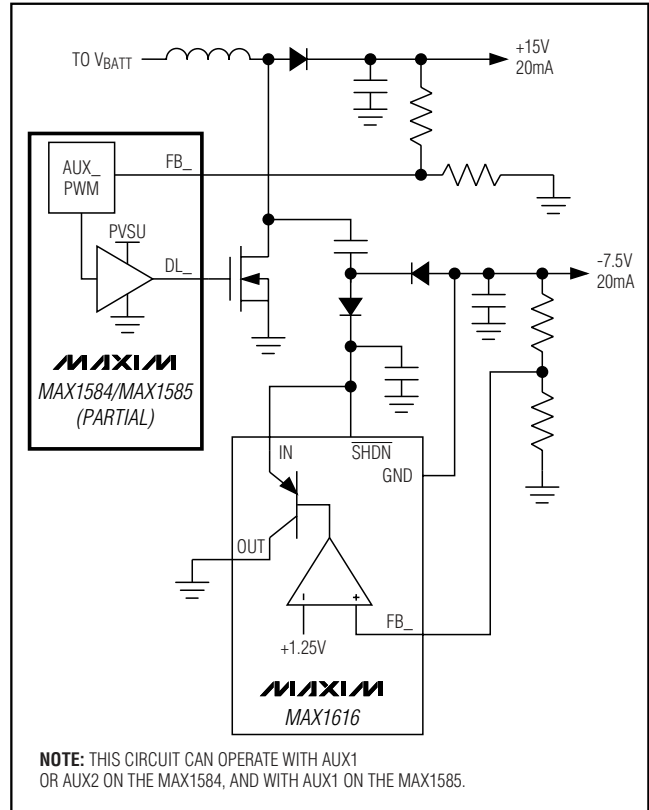 TO VBATT
+15V
20mA
AUX_
PWM
FB_
PVSU
DL_
-7.5V
20mA
MAXIM
MAX1584/MAX1585
(PARTIAL)
IN
SHDN
GND
OUT
FB_
+1.25V
MAXIM
MAX1616
NOTE: THIS CIRCUIT CAN OPERATE WITH AUX1
OR AUX2 ON THE MAX1584, AND WITH AUX1 ON THE MAX1585.